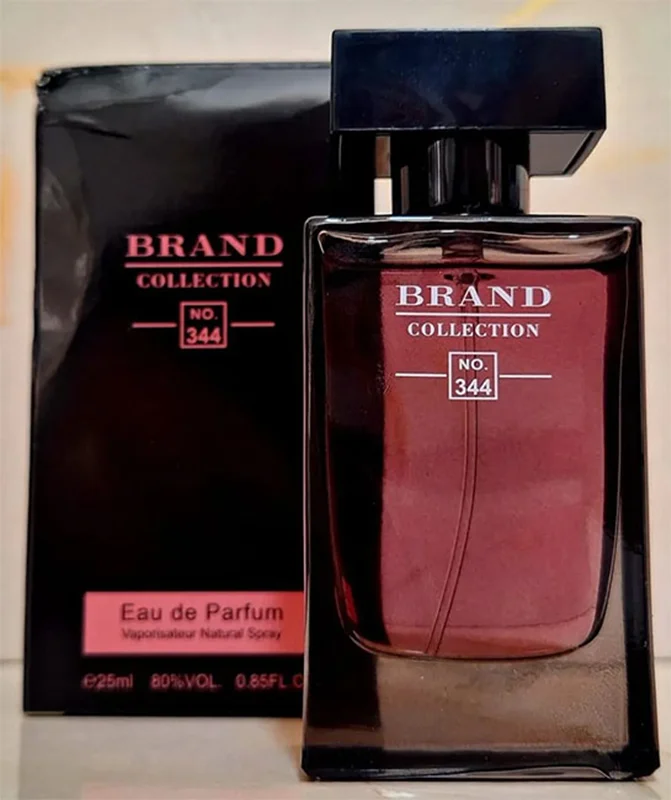 BRAND
COLLECTION
NO.
344
Eau de Parfum
Vaporisateur Natural Spray
℮25ml 80%VOL. 0.85FL
BRAND
COLLECTION
NO.
344